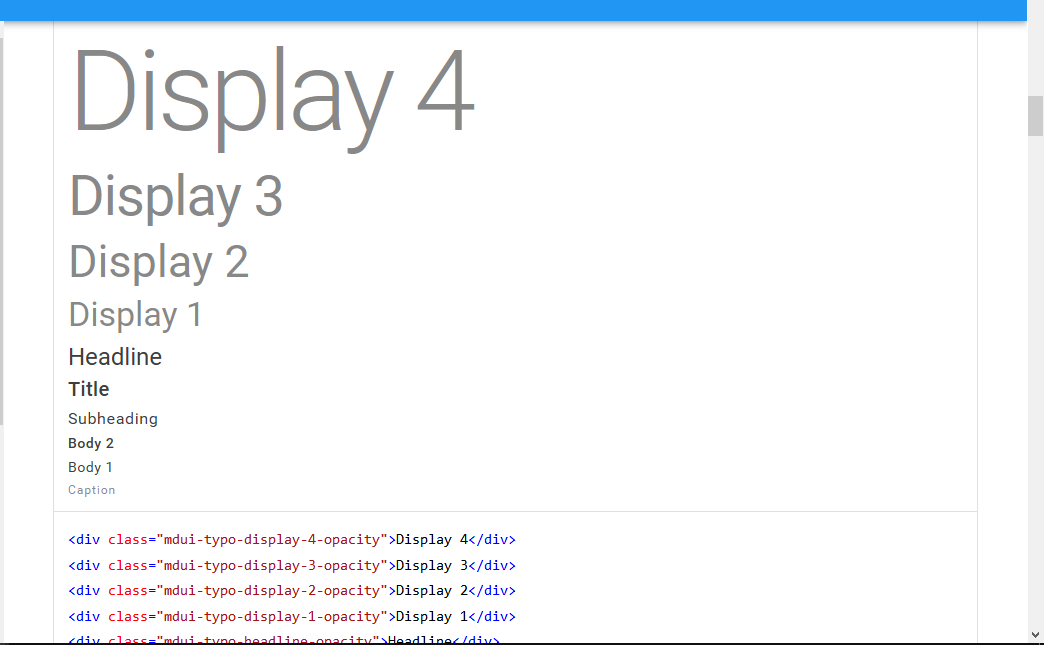 Display 4
Display 3
Display 2
Display 1
Headline
Title
Subheading
Body 2
Body 1
Caption
<div class="mdui-typo-display-4-opacity">Display 4</div>
<div class="mdui-typo-display-3-opacity">Display 3</div>
<div class="mdui-typo-display-2-opacity">Display 2</div>
<div class="mdui-typo-display-1-opacity">Display 1</div>
<div class="mdui-typo-headline-opacity">Headline</div>